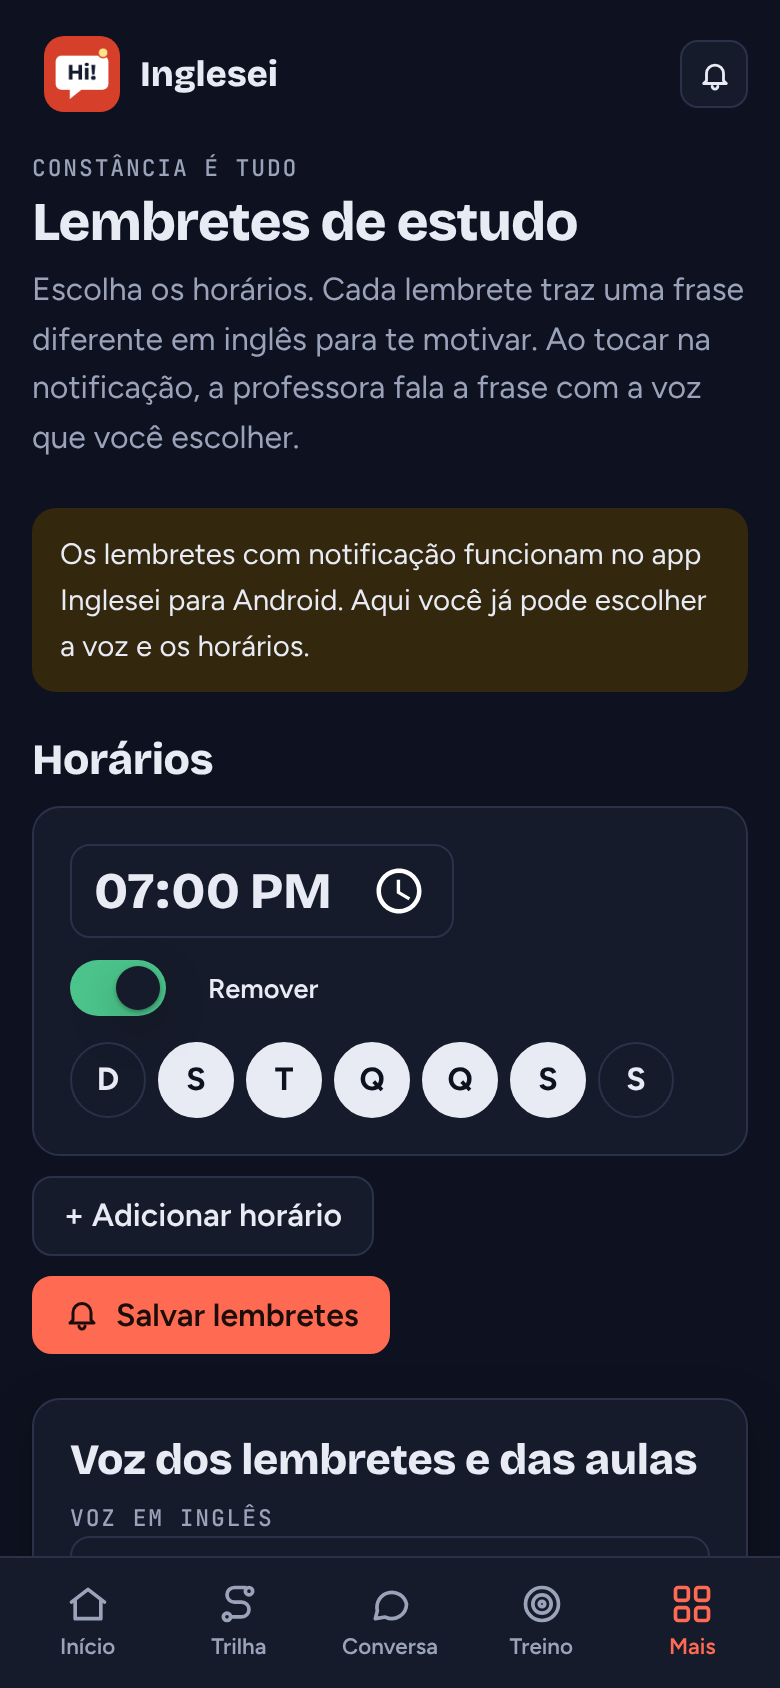 Hi!
Inglesei
CONSTÂNCIA É TUDO
Lembretes de estudo
Escolha os horários. Cada lembrete traz uma frase
diferente em inglês para te motivar. Ao tocar na
notificação, a professora fala a frase com a voz
que você escolher.
Os lembretes com notificação funcionam no app
Inglesei para Android. Aqui você já pode escolher
a voz e os horários.
Horários
07:00 PM
Remover
D S T Q Q S S
+ Adicionar horário
Salvar lembretes
Voz dos lembretes e das aulas
VOZ EM INGLÊS
Início Trilha Conversa Treino Mais